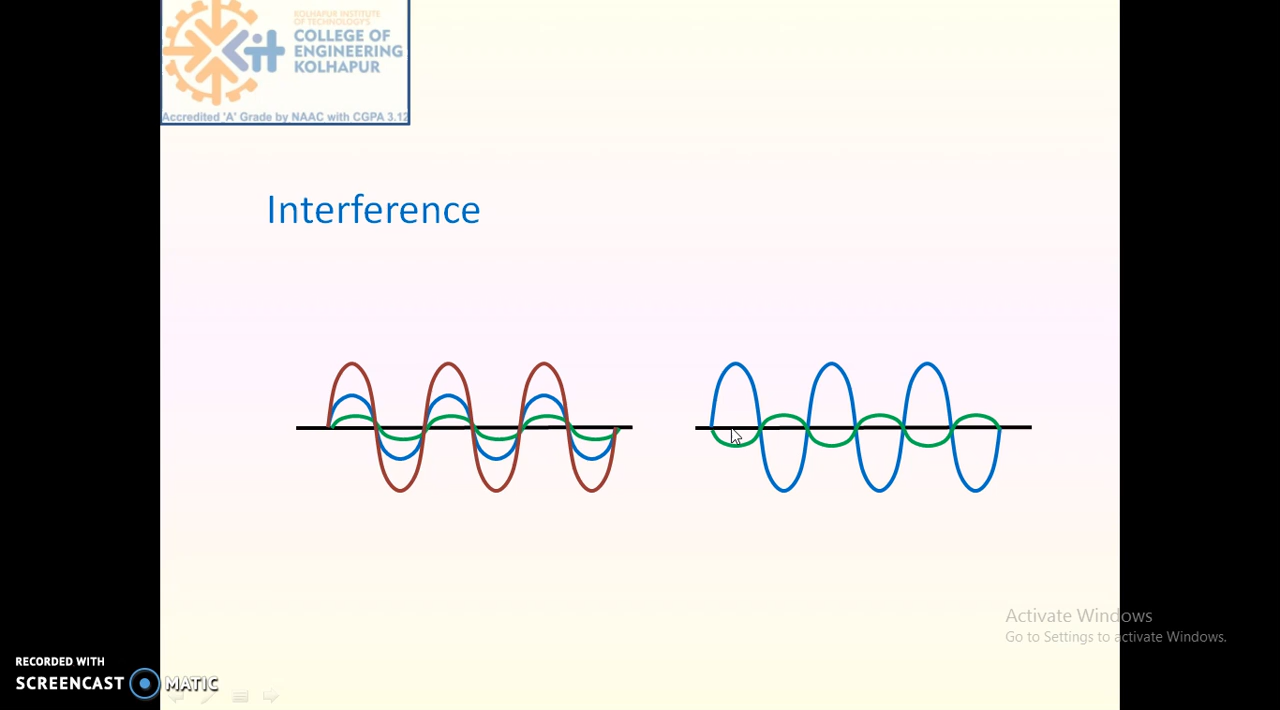 KOLHAPUR INSTITUTE
OF TECHNOLOGY'S
COLLEGE OF
ENGINEERING
KOLHAPUR
Kit
Accredited 'A' Grade by NAAC with CGPA 3.12
Interference
Activate Windows
Go to Settings to activate Windows.
RECORDED WITH
SCREENCAST MATIC